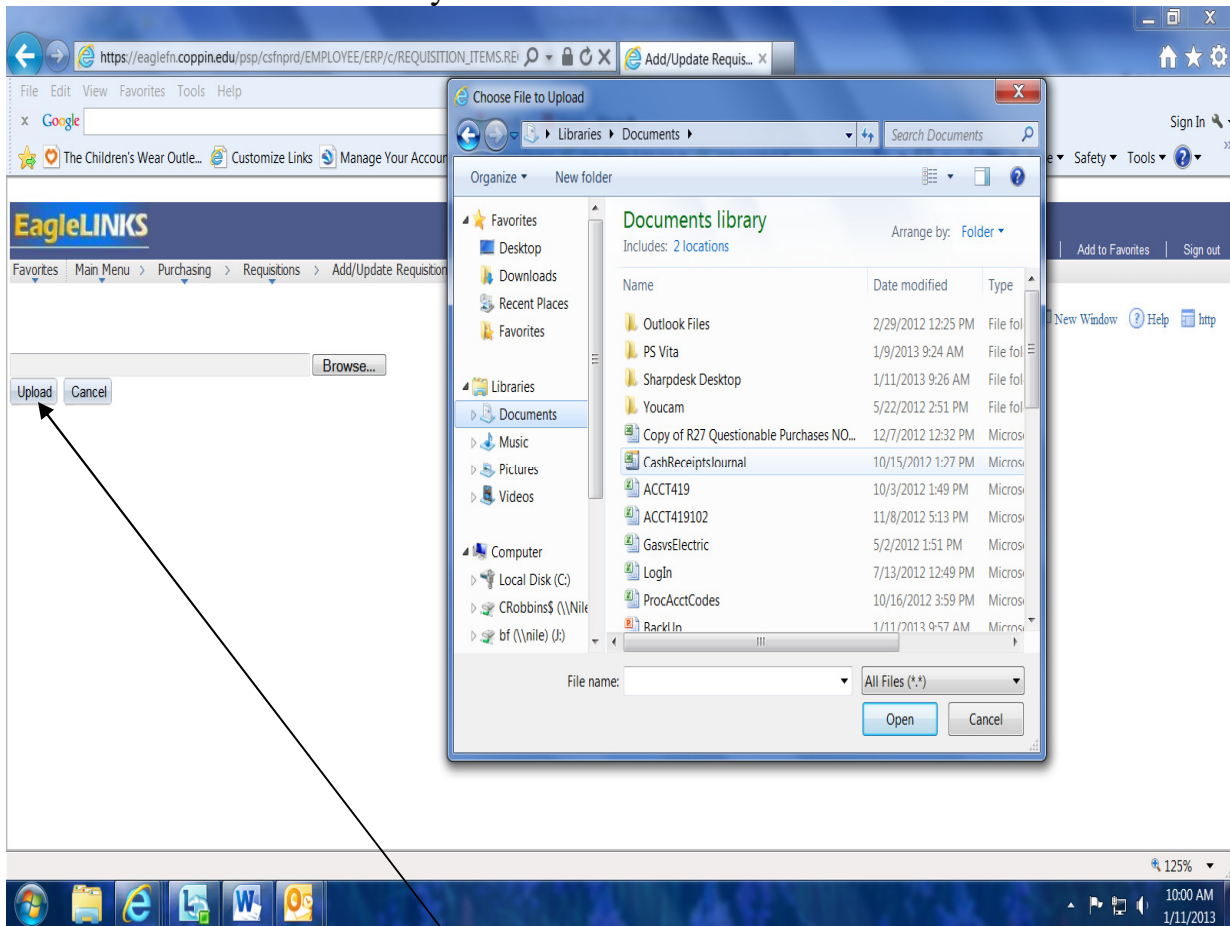 https://eaglefn.coppin.edu/psp/csfnprd/EMPLOYEE/ERP/c/REQUISITION_ITEMS.RE
Add/Update Requis... ×
File Edit View Favorites Tools Help
x Google
Sign In
The Children's Wear Outle... Customize Links Manage Your Accour
Safety Tools
EagleLINKS
Add to Favorites | Sign out
Favorites Main Menu > Purchasing > Requisitions > Add/Update Requisition
New Window Help http
Browse...
Upload Cancel
Choose File to Upload
Libraries Documents
Search Documents
Organize New folder
Favorites
Desktop
Downloads
Recent Places
Favorites
Libraries
Documents
Music
Pictures
Videos
Computer
Local Disk (C:)
CRobbins$ (\\Nile
bf (\\nile) (J:)
Documents library
Includes: 2 locations
Arrange by: Folder
Name Date modified Type
Outlook Files 2/29/2012 12:25 PM File fol
PS Vita 1/9/2013 9:24 AM File fol
Sharpdesk Desktop 1/11/2013 9:26 AM File fol
Youcam 5/22/2012 2:51 PM File fol
Copy of R27 Questionable Purchases NO... 12/7/2012 12:32 PM Micros
CashReceiptsJournal 10/15/2012 1:27 PM Micros
ACCT419 10/3/2012 1:49 PM Micros
ACCT419102 11/8/2012 5:13 PM Micros
GasvsElectric 5/2/2012 1:51 PM Micros
LogIn 7/13/2012 12:49 PM Micros
ProcAcctCodes 10/16/2012 3:59 PM Micros
BackUp 1/11/2013 9:57 AM Micros
File name: All Files (*.*)
Open Cancel
125%
10:00 AM
1/11/2013